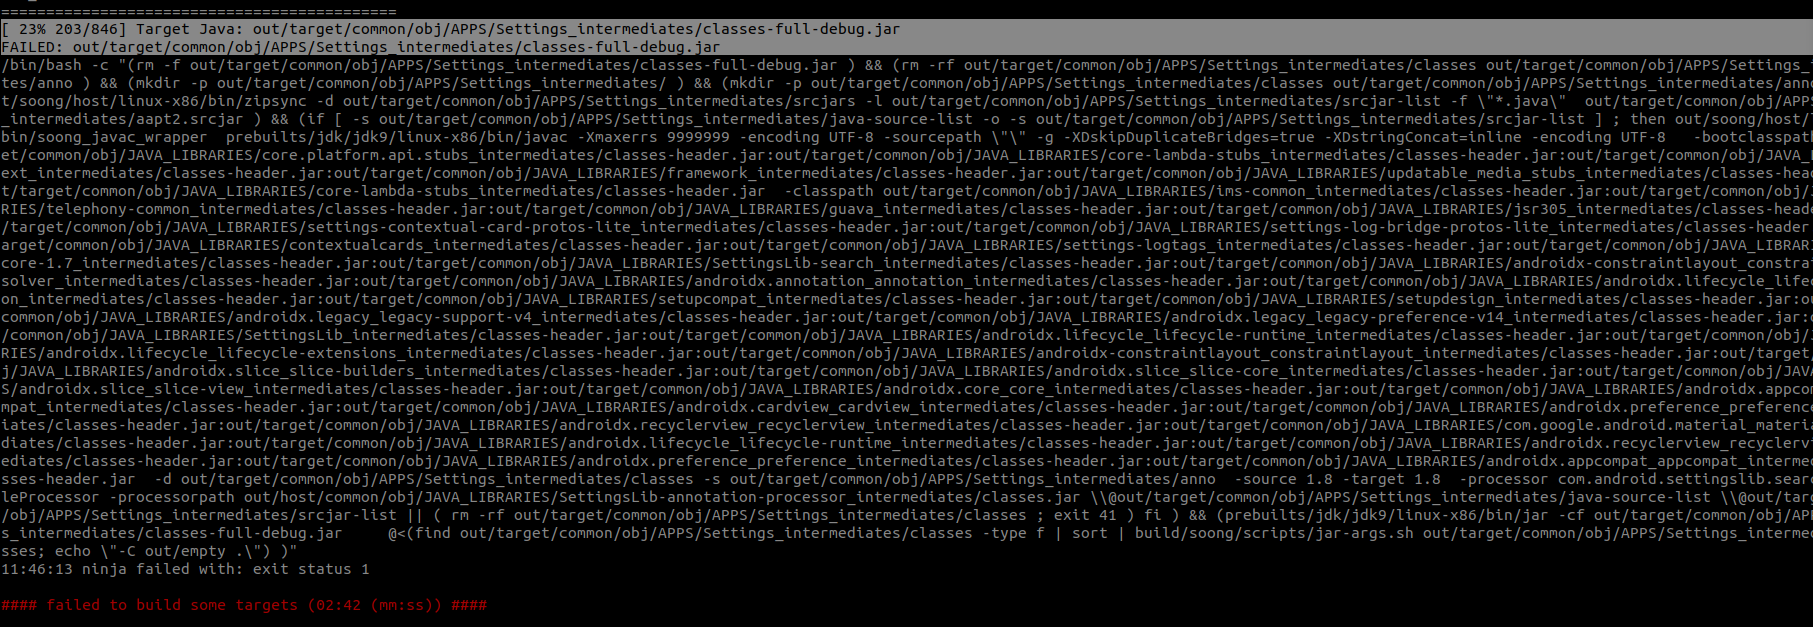 ============================================
[ 23% 203/846] Target Java: out/target/common/obj/APPS/Settings_intermediates/classes-full-debug.jar
FAILED: out/target/common/obj/APPS/Settings_intermediates/classes-full-debug.jar
/bin/bash -c "(rm -f out/target/common/obj/APPS/Settings_intermediates/classes-full-debug.jar ) && (rm -rf out/target/common/obj/APPS/Settings_intermediates/classes out/target/common/obj/APPS/Settings_
tes/anno ) && (mkdir -p out/target/common/obj/APPS/Settings_intermediates/ ) && (mkdir -p out/target/common/obj/APPS/Settings_intermediates/classes out/target/common/obj/APPS/Settings_intermediates/ann
t/soong/host/linux-x86/bin/zipsync -d out/target/common/obj/APPS/Settings_intermediates/srcjars -l out/target/common/obj/APPS/Settings_intermediates/srcjar-list -f \"*.java\"  out/target/common/obj/APPS/Settings
_intermediates/aapt2.srcjar ) && (if [ -s out/target/common/obj/APPS/Settings_intermediates/java-source-list -o -s out/target/common/obj/APPS/Settings_intermediates/srcjar-list ] ; then out/soong/host/
bin/soong_javac_wrapper  prebuilts/jdk/jdk9/linux-x86/bin/javac -Xmaxerrs 9999999 -encoding UTF-8 -sourcepath \"\" -g -XDskipDuplicateBridges=true -XDstringConcat=inline -encoding UTF-8   -bootclasspath
et/common/obj/JAVA_LIBRARIES/core.platform.api.stubs_intermediates/classes-header.jar:out/target/common/obj/JAVA_LIBRARIES/core-lambda-stubs_intermediates/classes-header.jar:out/target/common/obj/JAVA_
ext_intermediates/classes-header.jar:out/target/common/obj/JAVA_LIBRARIES/framework_intermediates/classes-header.jar:out/target/common/obj/JAVA_LIBRARIES/updatable_media_stubs_intermediates/classes-hea
t/target/common/obj/JAVA_LIBRARIES/core-lambda-stubs_intermediates/classes-header.jar  -classpath out/target/common/obj/JAVA_LIBRARIES/ims-common_intermediates/classes-header.jar:out/target/common/obj/
RIES/telephony-common_intermediates/classes-header.jar:out/target/common/obj/JAVA_LIBRARIES/guava_intermediates/classes-header.jar:out/target/common/obj/JAVA_LIBRARIES/jsr305_intermediates/classes-head
/target/common/obj/JAVA_LIBRARIES/settings-contextual-card-protos-lite_intermediates/classes-header.jar:out/target/common/obj/JAVA_LIBRARIES/settings-log-bridge-protos-lite_intermediates/classes-header
arget/common/obj/JAVA_LIBRARIES/contextualcards_intermediates/classes-header.jar:out/target/common/obj/JAVA_LIBRARIES/settings-logtags_intermediates/classes-header.jar:out/target/common/obj/JAVA_LIBRAR
core-1.7_intermediates/classes-header.jar:out/target/common/obj/JAVA_LIBRARIES/SettingsLib-search_intermediates/classes-header.jar:out/target/common/obj/JAVA_LIBRARIES/androidx-constraintlayout_constra
solver_intermediates/classes-header.jar:out/target/common/obj/JAVA_LIBRARIES/androidx.annotation_annotation_intermediates/classes-header.jar:out/target/common/obj/JAVA_LIBRARIES/androidx.lifecycle_life
on_intermediates/classes-header.jar:out/target/common/obj/JAVA_LIBRARIES/setupcompat_intermediates/classes-header.jar:out/target/common/obj/JAVA_LIBRARIES/setupdesign_intermediates/classes-header.jar:o
common/obj/JAVA_LIBRARIES/androidx.legacy_legacy-support-v4_intermediates/classes-header.jar:out/target/common/obj/JAVA_LIBRARIES/androidx.legacy_legacy-preference-v14_intermediates/classes-header.jar:
/common/obj/JAVA_LIBRARIES/SettingsLib_intermediates/classes-header.jar:out/target/common/obj/JAVA_LIBRARIES/androidx.lifecycle_lifecycle-runtime_intermediates/classes-header.jar:out/target/common/obj/
RIES/androidx.lifecycle_lifecycle-extensions_intermediates/classes-header.jar:out/target/common/obj/JAVA_LIBRARIES/androidx-constraintlayout_constraintlayout_intermediates/classes-header.jar:out/target/
j/JAVA_LIBRARIES/androidx.slice_slice-builders_intermediates/classes-header.jar:out/target/common/obj/JAVA_LIBRARIES/androidx.slice_slice-core_intermediates/classes-header.jar:out/target/common/obj/JAV
S/androidx.slice_slice-view_intermediates/classes-header.jar:out/target/common/obj/JAVA_LIBRARIES/androidx.core_core_intermediates/classes-header.jar:out/target/common/obj/JAVA_LIBRARIES/androidx.appco
mpat_intermediates/classes-header.jar:out/target/common/obj/JAVA_LIBRARIES/androidx.cardview_cardview_intermediates/classes-header.jar:out/target/common/obj/JAVA_LIBRARIES/androidx.preference_preferenc
iates/classes-header.jar:out/target/common/obj/JAVA_LIBRARIES/androidx.recyclerview_recyclerview_intermediates/classes-header.jar:out/target/common/obj/JAVA_LIBRARIES/com.google.android.material_materi
diates/classes-header.jar:out/target/common/obj/JAVA_LIBRARIES/androidx.lifecycle_lifecycle-runtime_intermediates/classes-header.jar:out/target/common/obj/JAVA_LIBRARIES/androidx.recyclerview_recyclerv
ediates/classes-header.jar:out/target/common/obj/JAVA_LIBRARIES/androidx.preference_preference_intermediates/classes-header.jar:out/target/common/obj/JAVA_LIBRARIES/androidx.appcompat_appcompat_interme
sses-header.jar  -d out/target/common/obj/APPS/Settings_intermediates/classes -s out/target/common/obj/APPS/Settings_intermediates/anno  -source 1.8 -target 1.8  -processor com.android.settingslib.sear
leProcessor -processorpath out/host/common/obj/JAVA_LIBRARIES/SettingsLib-annotation-processor_intermediates/classes.jar \\@out/target/common/obj/APPS/Settings_intermediates/java-source-list \\@out/tar
/obj/APPS/Settings_intermediates/srcjar-list || ( rm -rf out/target/common/obj/APPS/Settings_intermediates/classes ; exit 41 ) fi ) && (prebuilts/jdk/jdk9/linux-x86/bin/jar -cf out/target/common/obj/AP
s_intermediates/classes-full-debug.jar     @<(find out/target/common/obj/APPS/Settings_intermediates/classes -type f | sort | build/soong/scripts/jar-args.sh out/target/common/obj/APPS/Settings_interme
sses; echo \"-C out/empty .\") )"
11:46:13 ninja failed with: exit status 1
#### failed to build some targets (02:42 (mm:ss)) ####